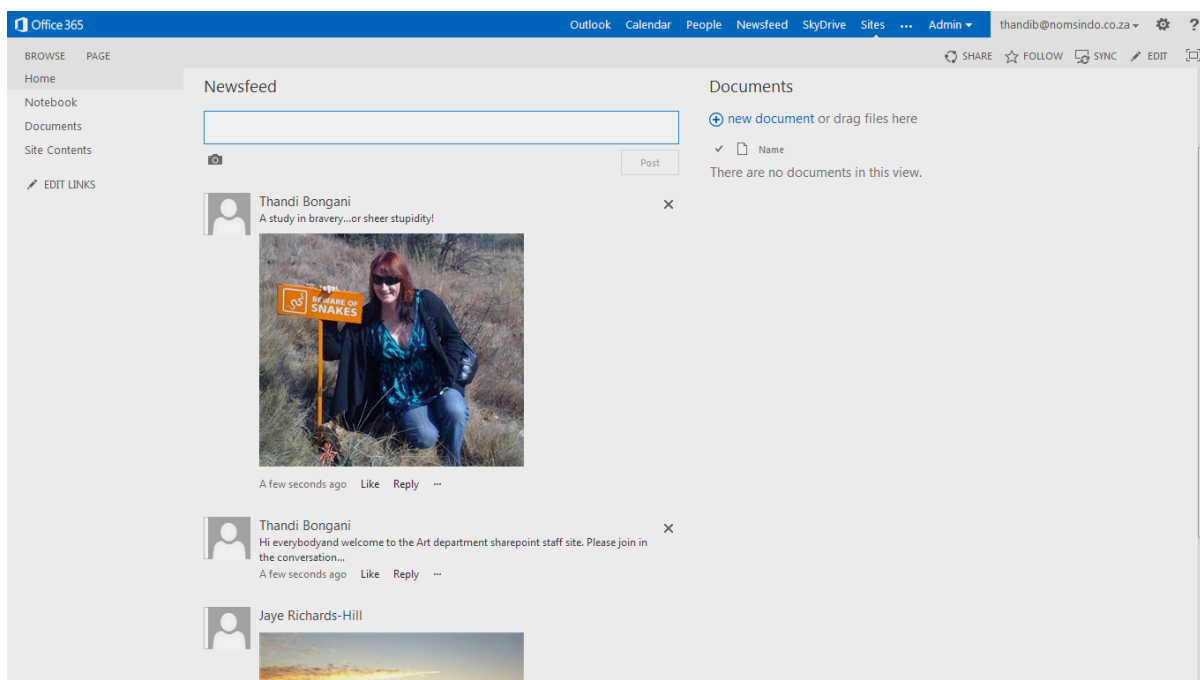 Office 365
Outlook Calendar People Newsfeed SkyDrive Sites ... Admin thandib@nomsindo.co.za ?
BROWSE PAGE
SHARE FOLLOW SYNC EDIT
Home
Notebook
Documents
Site Contents
EDIT LINKS
Newsfeed
Post
Thandi Bongani
A study in bravery...or sheer stupidity!
BEWARE OF
SNAKES
A few seconds ago Like Reply ...
Thandi Bongani
Hi everybodyand welcome to the Art department sharepoint staff site. Please join in
the conversation...
A few seconds ago Like Reply ...
Jaye Richards-Hill
Documents
new document or drag files here
Name
There are no documents in this view.